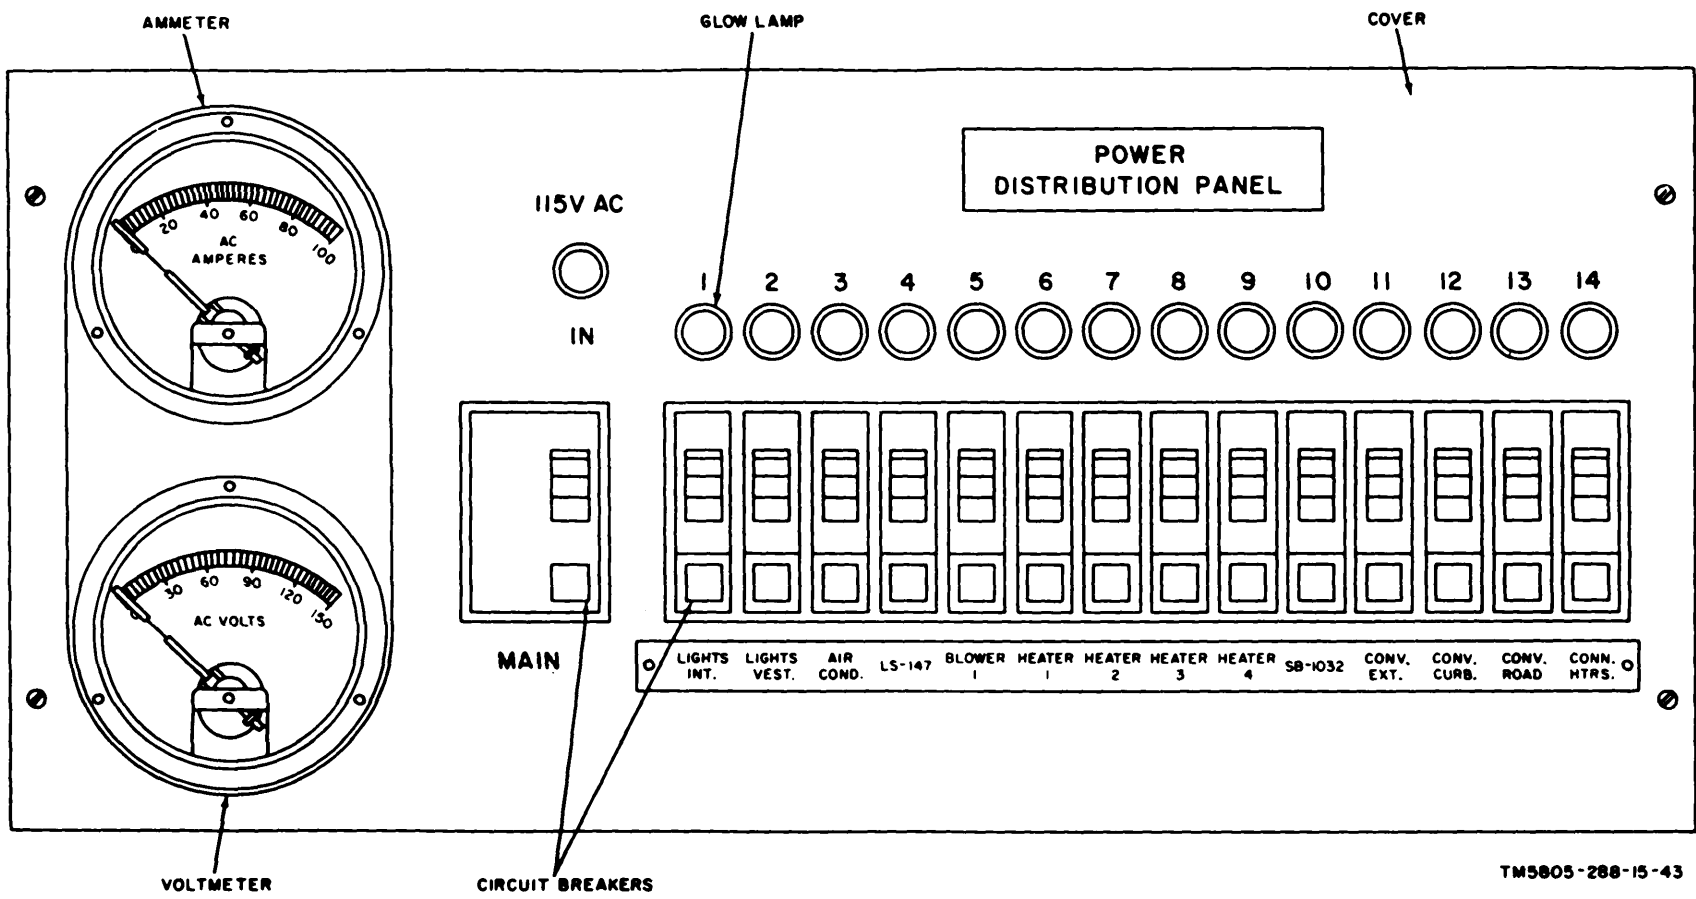 AMMETER
GLOW LAMP
COVER
POWER
DISTRIBUTION PANEL
115V AC
IN
20 40 60 80 100
AC
AMPERES
1 2 3 4 5 6 7 8 9 10 11 12 13 14
30 60 90 120 150
AC VOLTS
MAIN
LIGHTS INT.
LIGHTS VEST.
AIR COND.
LS-147
BLOWER 1
HEATER 1
HEATER 2
HEATER 3
HEATER 4
SB-1032
CONV. EXT.
CONV. CURB.
CONV. ROAD
CONN. HTRS.
VOLTMETER
CIRCUIT BREAKERS
TM5805-288-15-43